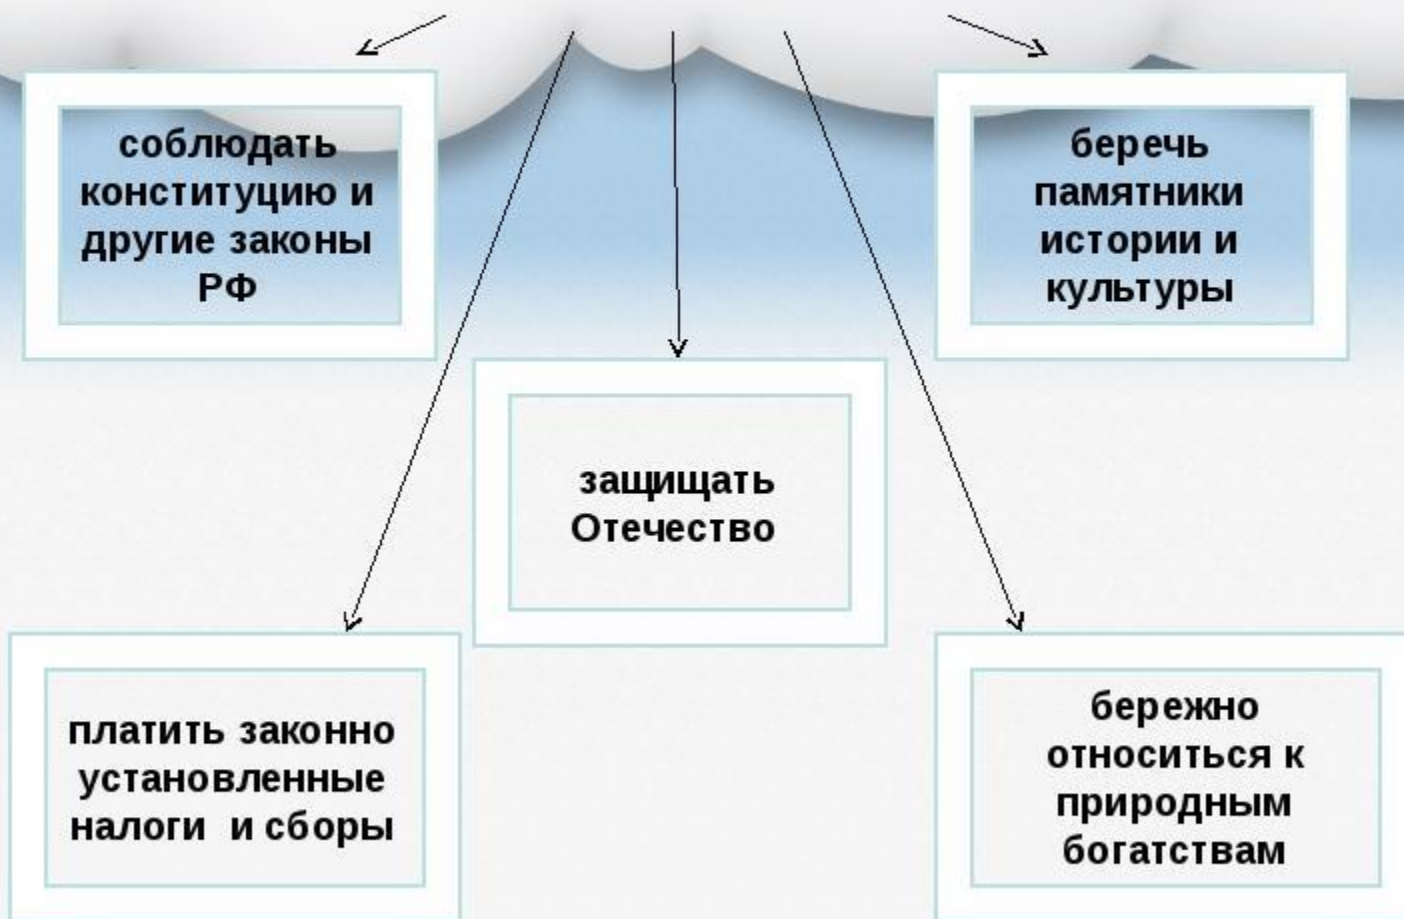 соблюдать
конституцию и
другие законы
РФ
беречь
памятники
истории и
культуры
защищать
Отечество
платить законно
установленные
налоги и сборы
бережно
относиться к
природным
богатствам